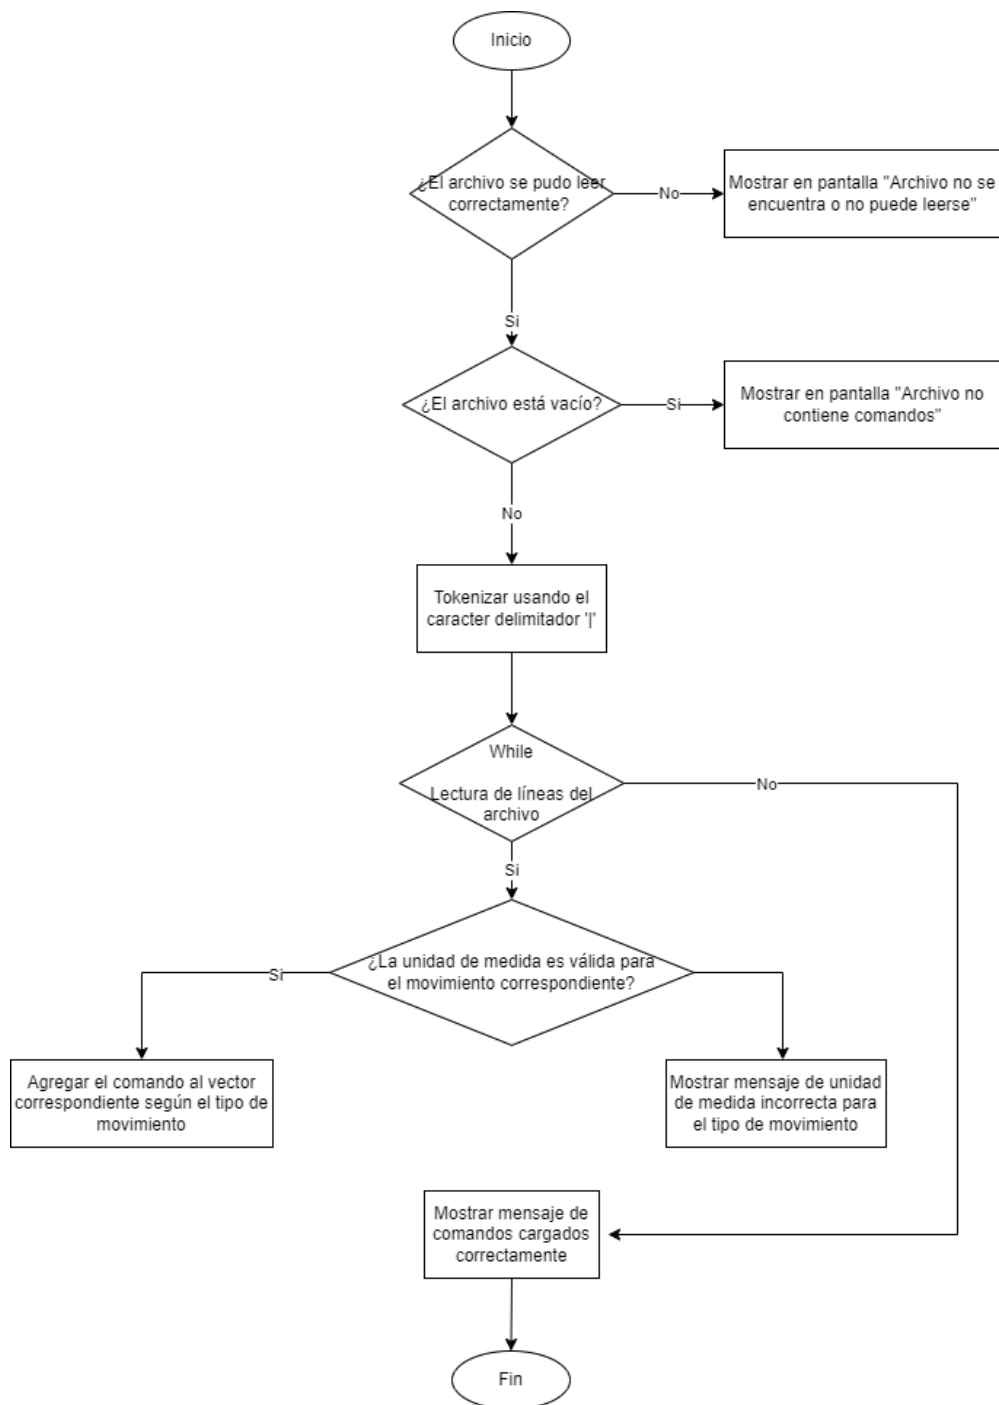 Inicio
¿El archivo se pudo leer
correctamente?
No
Mostrar en pantalla "Archivo no se
encuentra o no puede leerse"
Si
¿El archivo está vacío?
Si
Mostrar en pantalla "Archivo no
contiene comandos"
No
Tokenizar usando el
caracter delimitador '|'
While
Lectura de líneas del
archivo
No
Si
¿La unidad de medida es válida para
el movimiento correspondiente?
Si
Agregar el comando al vector
correspondiente según el tipo de
movimiento
Mostrar mensaje de unidad
de medida incorrecta para
el tipo de movimiento
Mostrar mensaje de
comandos cargados
correctamente
Fin